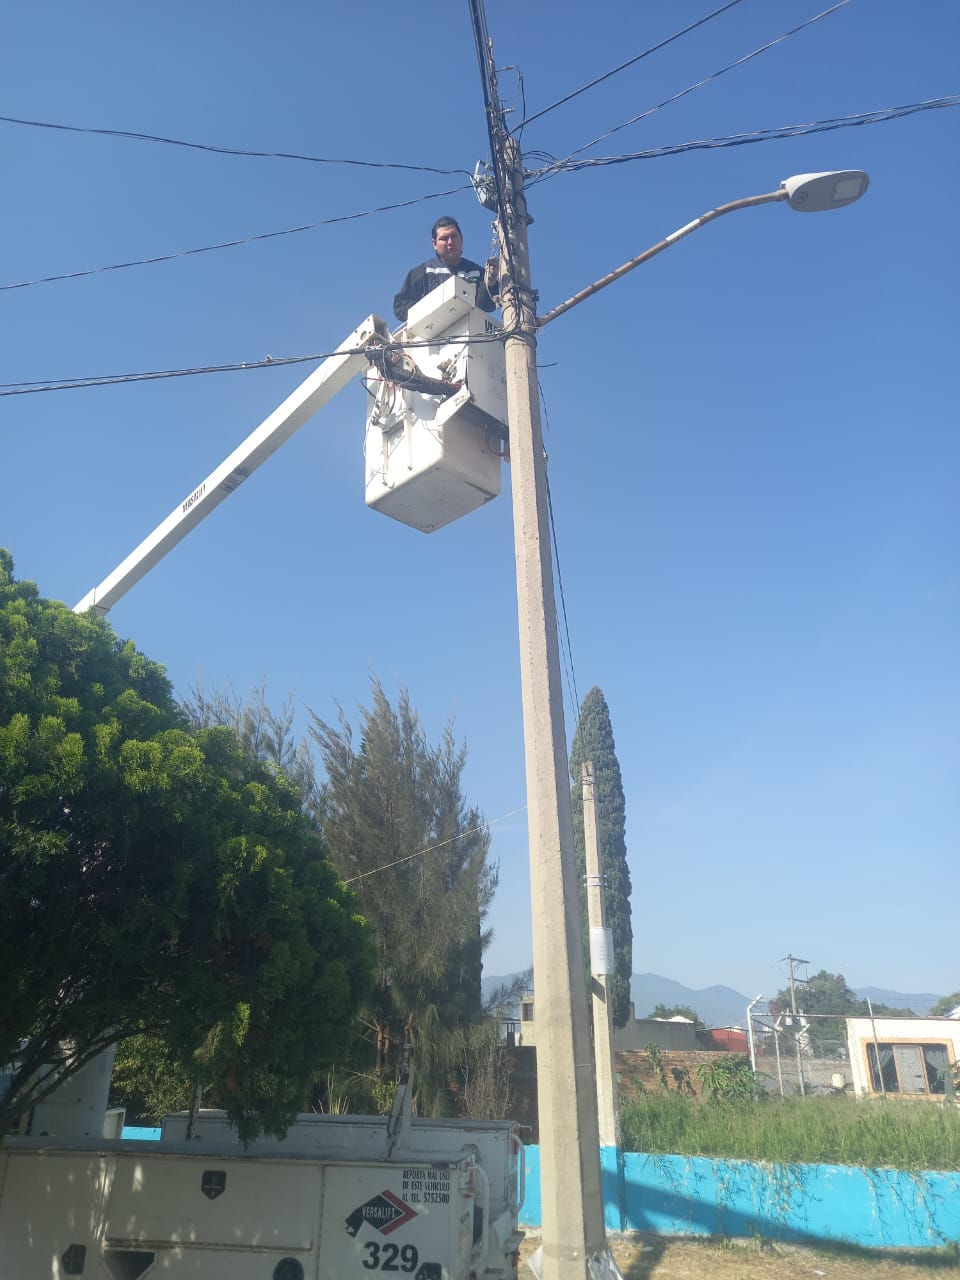 VERSALIFT
REPORTA MAL USO
DE ESTE VEHICULO
AL TEL. 5752500
VERSALIFT.
329